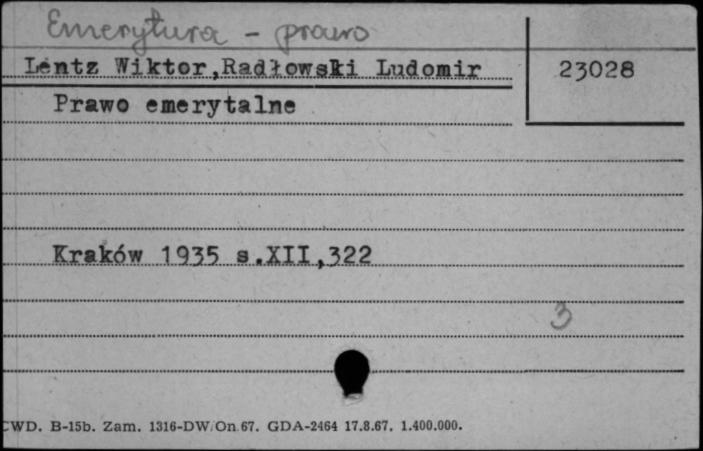 Emerytura - prawo
Lentz Wiktor,Radłowski Ludomir
23028
Prawo emerytalne
Kraków 1935 s.XII,322
3
CWD. B-15b. Zam. 1316-DW/On 67. GDA-2464 17.8.67. 1.400.000.